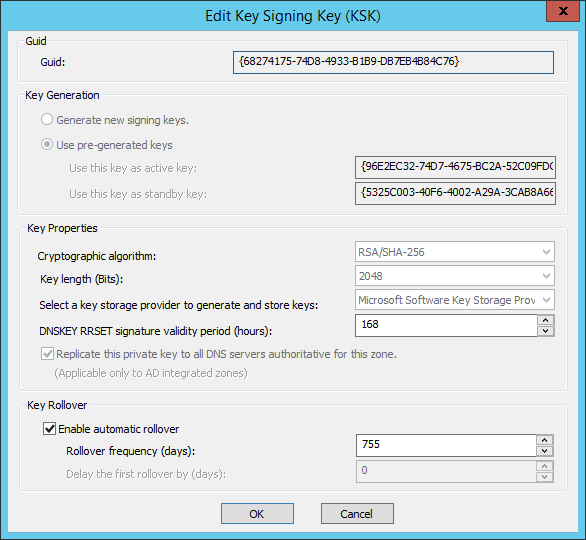 Edit Key Signing Key (KSK)
x
Guid
Guid: {68274175-74D8-4933-B1B9-DB7EB4B84C76}
Key Generation
Generate new signing keys.
Use pre-generated keys
Use this key as active key: {96E2EC32-74D7-4675-BC2A-52C09FDC
Use this key as standby key: {5325C003-40F6-4002-A29A-3CAB8A66
Key Properties
Cryptographic algorithm: RSA/SHA-256
Key length (Bits): 2048
Select a key storage provider to generate and store keys: Microsoft Software Key Storage Prov
DNSKEY RRSET signature validity period (hours): 168
Replicate this private key to all DNS servers authoritative for this zone.
(Applicable only to AD integrated zones)
Key Rollover
Enable automatic rollover
Rollover frequency (days): 755
Delay the first rollover by (days): 0
OK Cancel